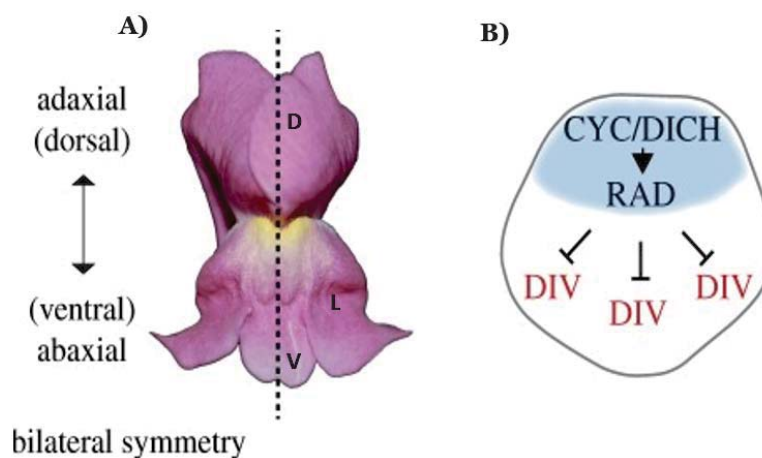 A)
adaxial
(dorsal)
(ventral)
abaxial
D
L
V
bilateral symmetry
B)
CYC/DICH
RAD
DIV
DIV
DIV